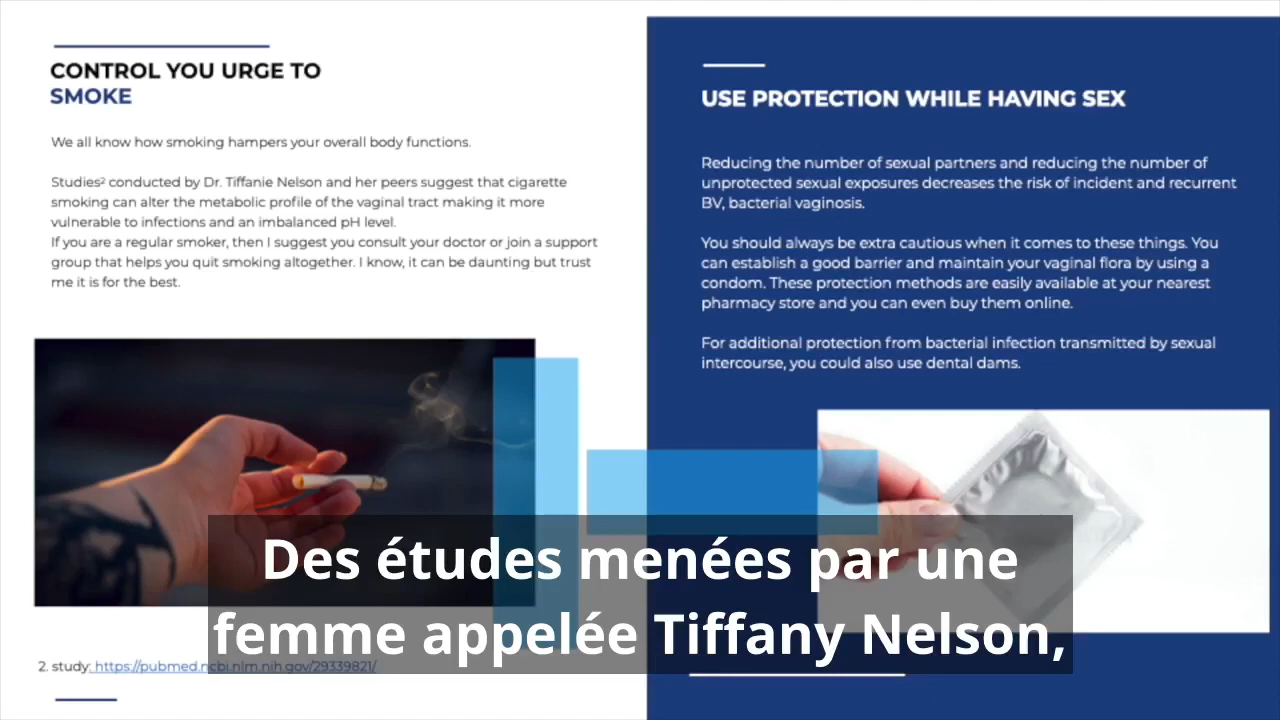 CONTROL YOU URGE TO
SMOKE
We all know how smoking hampers your overall body functions.
Studies² conducted by Dr. Tiffanie Nelson and her peers suggest that cigarette
smoking can alter the metabolic profile of the vaginal tract making it more
vulnerable to infections and an imbalanced pH level.
If you are a regular smoker, then I suggest you consult your doctor or join a support
group that helps you quit smoking altogether. I know, it can be daunting but trust
me it is for the best.
2. study: https://pubmed.ncbi.nlm.nih.gov/29339821/
USE PROTECTION WHILE HAVING SEX
Reducing the number of sexual partners and reducing the number of
unprotected sexual exposures decreases the risk of incident and recurrent
BV, bacterial vaginosis.
You should always be extra cautious when it comes to these things. You
can establish a good barrier and maintain your vaginal flora by using a
condom. These protection methods are easily available at your nearest
pharmacy store and you can even buy them online.
For additional protection from bacterial infection transmitted by sexual
intercourse, you could also use dental dams.
Des études menées par une
femme appelée Tiffany Nelson,